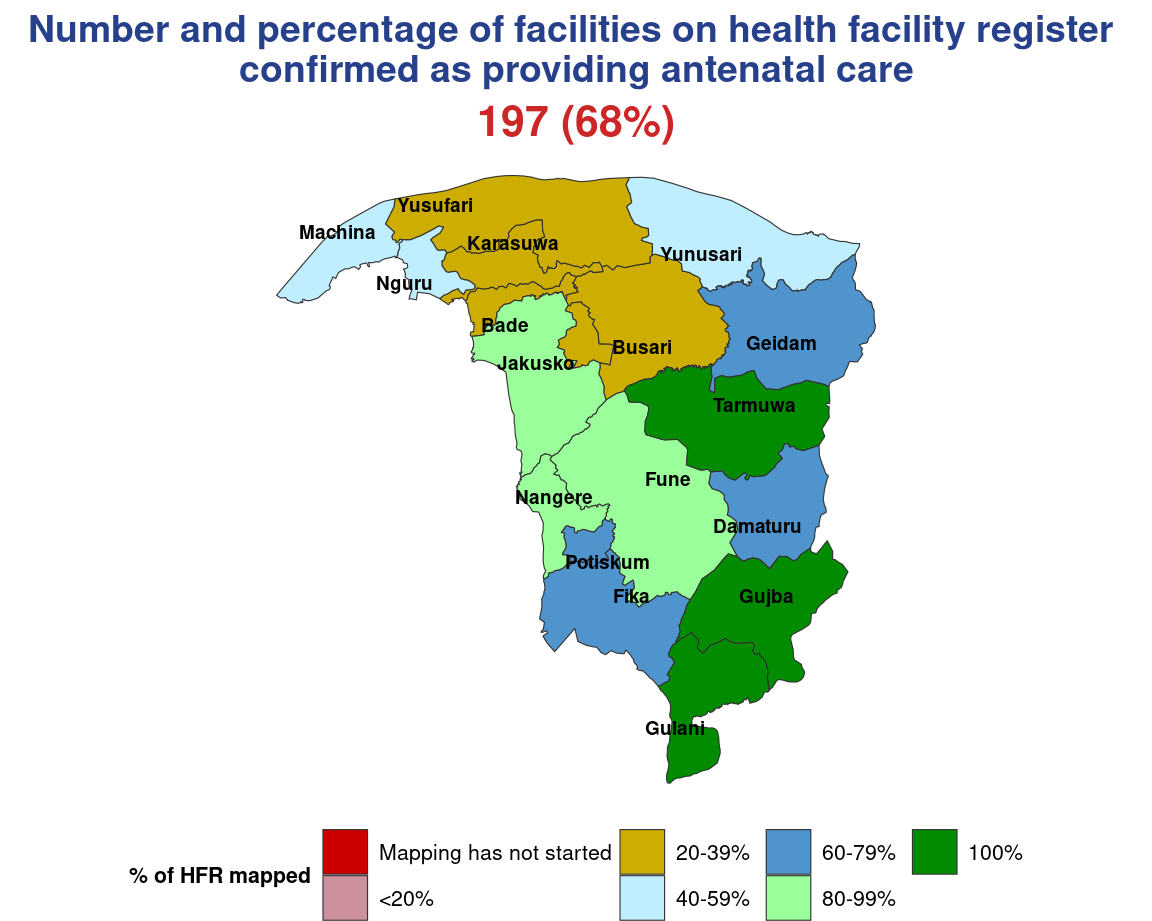 Number and percentage of facilities on health facility register
confirmed as providing antenatal care
197 (68%)
Yusufari
Machina
Karasuwa
Yunusari
Nguru
Bade
Geidam
Busari
Jakusko
Tarmuwa
Fune
Nangere
Damaturu
Potiskum
Fika
Gujba
Gulani
% of HFR mapped
Mapping has not started
<20%
20-39%
40-59%
60-79%
80-99%
100%